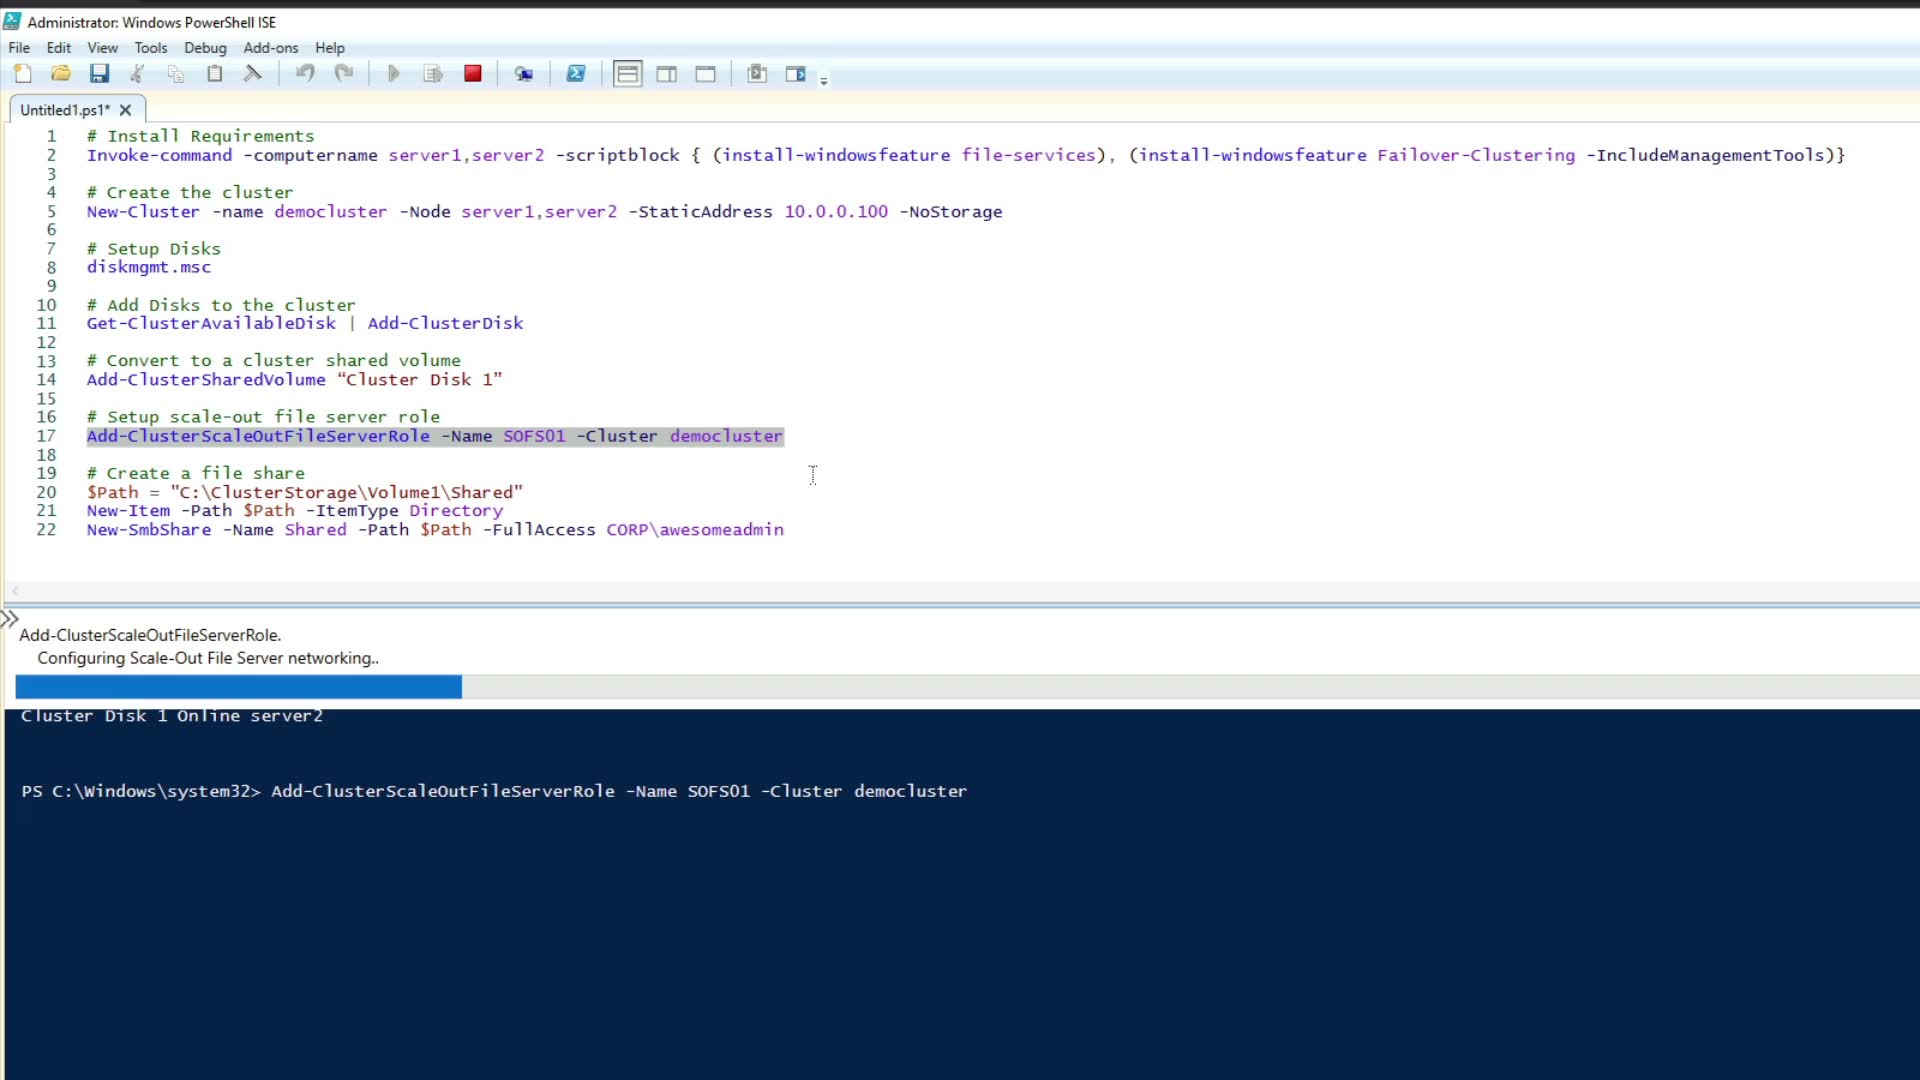 Administrator: Windows PowerShell ISE
File Edit View Tools Debug Add-ons Help
Untitled1.ps1*
1 # Install Requirements
2 Invoke-command -computername server1,server2 -scriptblock { (install-windowsfeature file-services), (install-windowsfeature Failover-Clustering -IncludeManagementTools)}
3
4 # Create the cluster
5 New-Cluster -name democluster -Node server1,server2 -StaticAddress 10.0.0.100 -NoStorage
6
7 # Setup Disks
8 diskmgmt.msc
9
10 # Add Disks to the cluster
11 Get-ClusterAvailableDisk | Add-ClusterDisk
12
13 # Convert to a cluster shared volume
14 Add-ClusterSharedVolume “Cluster Disk 1”
15
16 # Setup scale-out file server role
17 Add-ClusterScaleOutFileServerRole -Name SOFS01 -Cluster democluster
18
19 # Create a file share
20 $Path = "C:\ClusterStorage\Volume1\Shared"
21 New-Item -Path $Path -ItemType Directory
22 New-SmbShare -Name Shared -Path $Path -FullAccess CORP\awesomeadmin
Add-ClusterScaleOutFileServerRole.
Configuring Scale-Out File Server networking..
Cluster Disk 1 Online server2
PS C:\Windows\system32> Add-ClusterScaleOutFileServerRole -Name SOFS01 -Cluster democluster